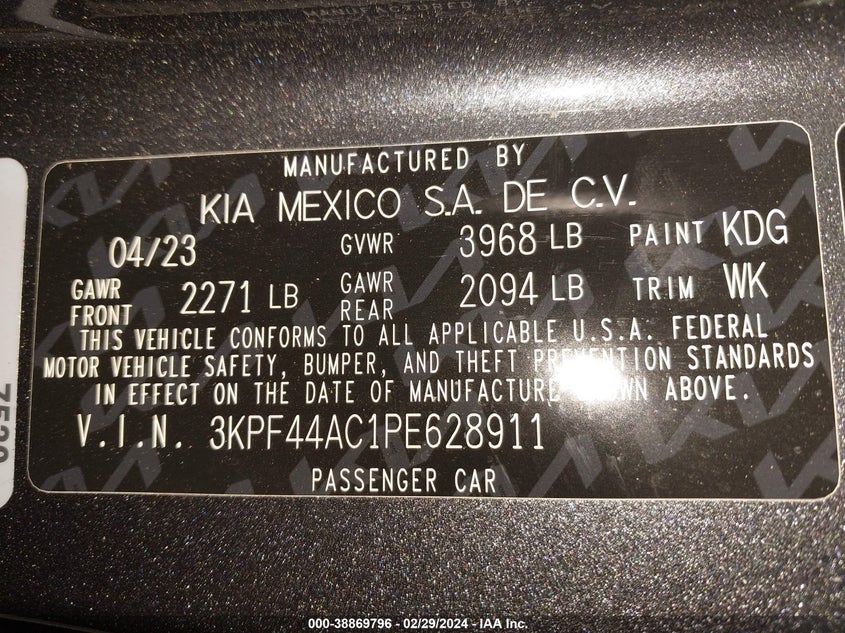 MANUFACTURED BY
KIA MEXICO S.A. DE C.V.
04/23 GVWR 3968 LB PAINT KDG
GAWR FRONT 2271 LB GAWR REAR 2094 LB TRIM WK
THIS VEHICLE CONFORMS TO ALL APPLICABLE U.S.A. FEDERAL
MOTOR VEHICLE SAFETY, BUMPER, AND THEFT PREVENTION STANDARDS
IN EFFECT ON THE DATE OF MANUFACTURE SHOWN ABOVE.
V.I.N. 3KPF44AC1PE628911
PASSENGER CAR
000-38869796 - 02/29/2024 - IAA Inc.